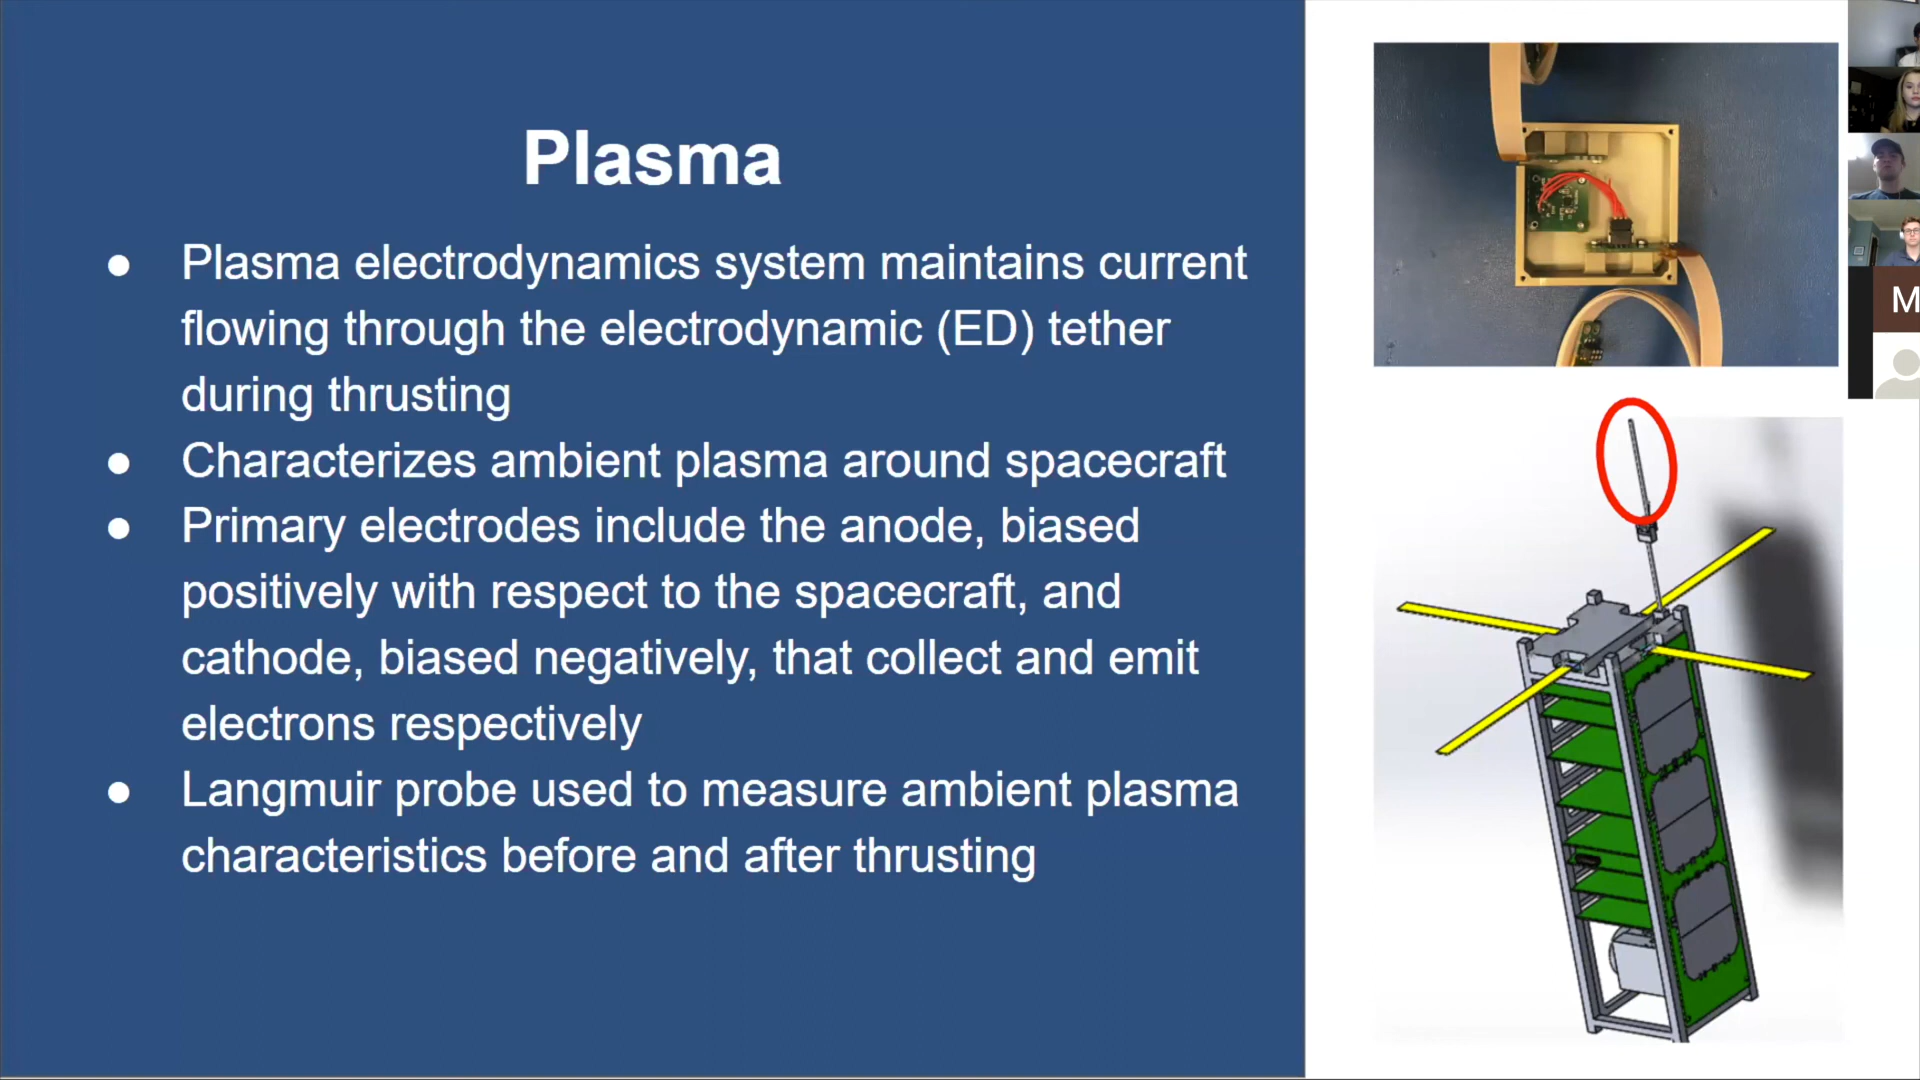 Plasma
● Plasma electrodynamics system maintains current
flowing through the electrodynamic (ED) tether
during thrusting
● Characterizes ambient plasma around spacecraft
● Primary electrodes include the anode, biased
positively with respect to the spacecraft, and
cathode, biased negatively, that collect and emit
electrons respectively
● Langmuir probe used to measure ambient plasma
characteristics before and after thrusting
M